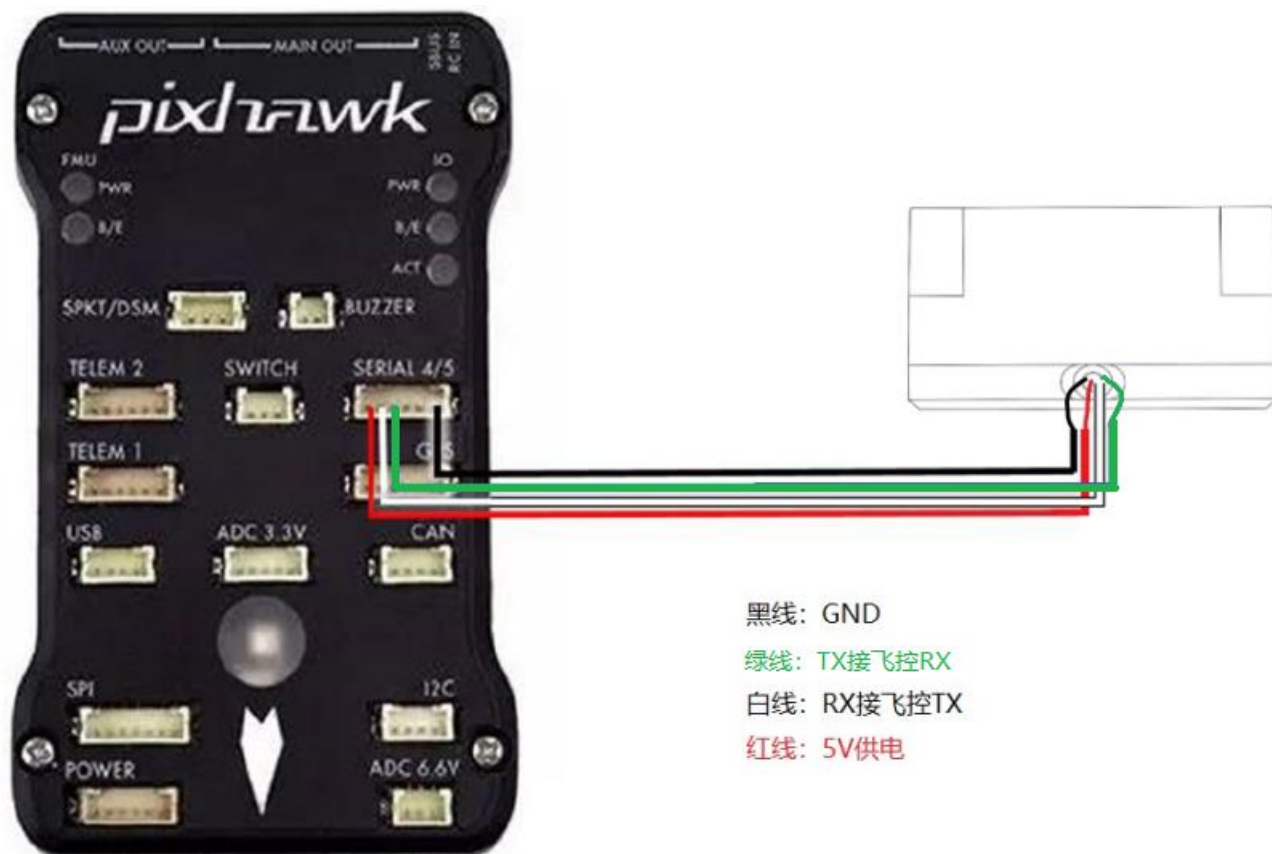 AUX OUT
MAIN OUT
SBUS
RC IN
pixhawk
FMU
IO
PWR
PWR
B/E
B/E
ACT
SPKT/DSM
BUZZER
TELEM 2
SWITCH
SERIAL 4/5
TELEM 1
USB
ADC 3.3V
CAN
SPI
I2C
POWER
ADC 6.6V
黑线：GND
绿线：TX接飞控RX
白线：RX接飞控TX
红线：5V供电